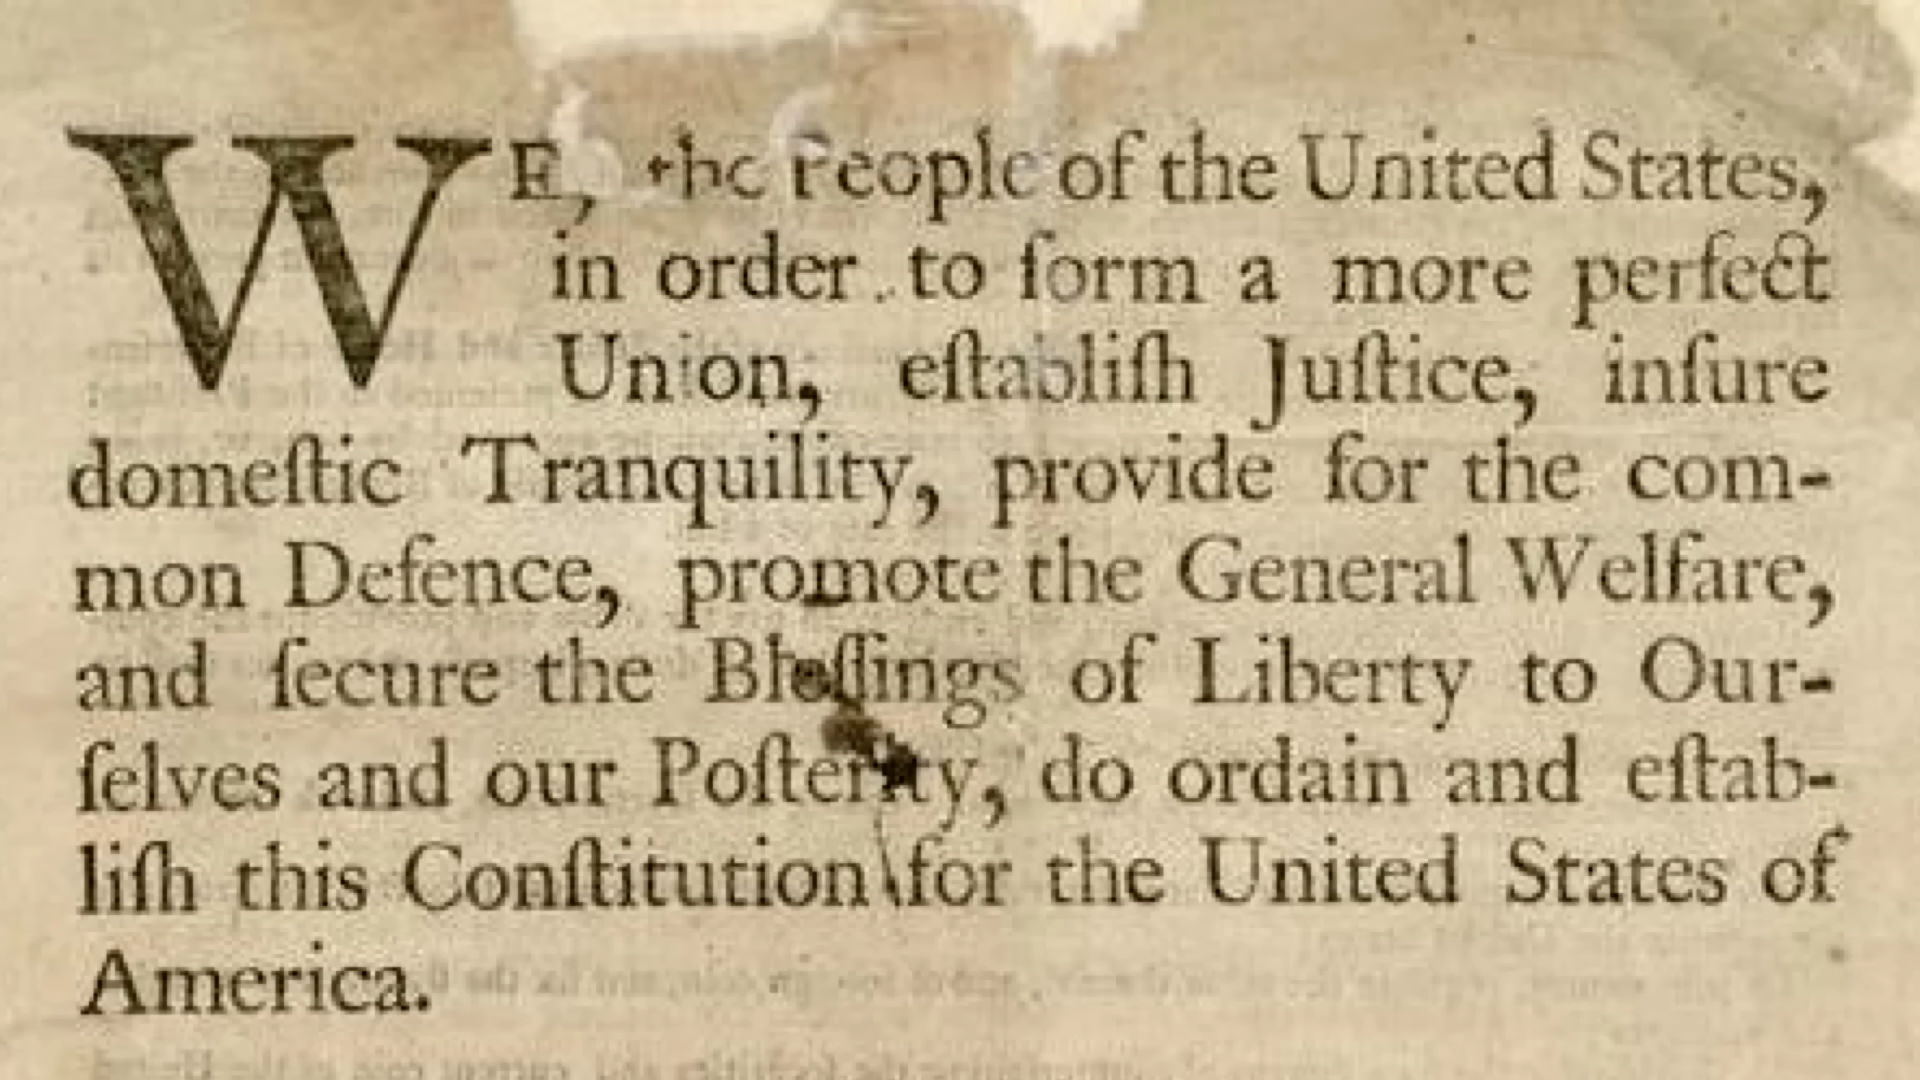 WE, the People of the United States,
in order to form a more perfect
Union, eſtabliſh Juſtice, inſure
domeſtic Tranquility, provide for the com-
mon Defence, promote the General Welfare,
and ſecure the Bleſſings of Liberty to Our-
ſelves and our Poſterity, do ordain and eſtab-
liſh this Conſtitution for the United States of
America.